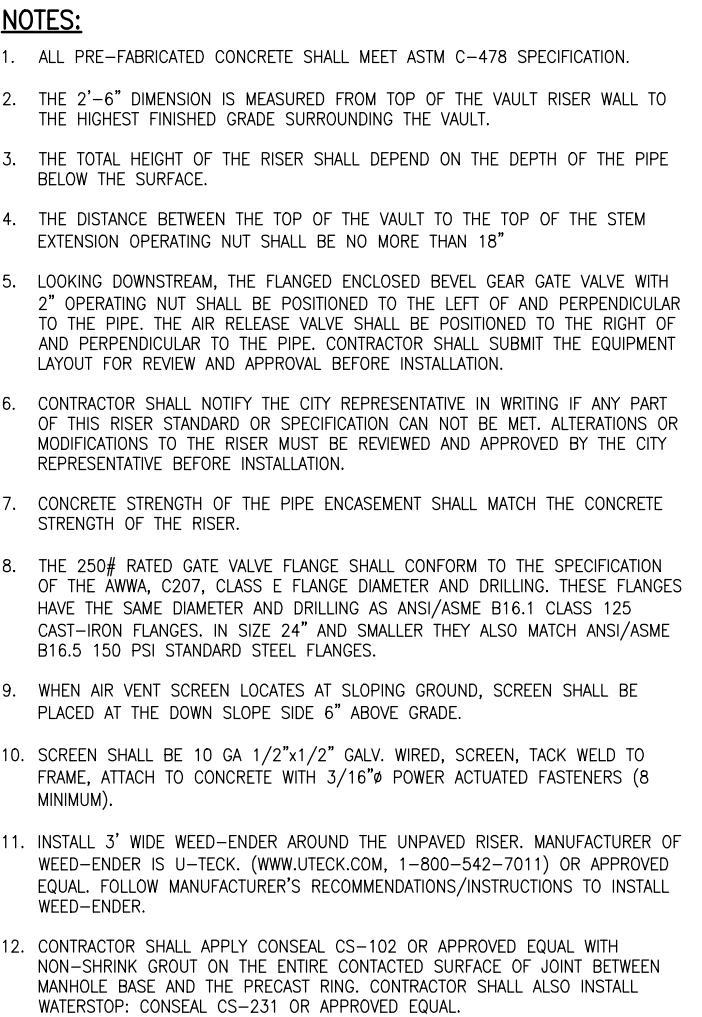 NOTES:
1. ALL PRE-FABRICATED CONCRETE SHALL MEET ASTM C-478 SPECIFICATION.
2. THE 2'-6" DIMENSION IS MEASURED FROM TOP OF THE VAULT RISER WALL TO
THE HIGHEST FINISHED GRADE SURROUNDING THE VAULT.
3. THE TOTAL HEIGHT OF THE RISER SHALL DEPEND ON THE DEPTH OF THE PIPE
BELOW THE SURFACE.
4. THE DISTANCE BETWEEN THE TOP OF THE VAULT TO THE TOP OF THE STEM
EXTENSION OPERATING NUT SHALL BE NO MORE THAN 18"
5. LOOKING DOWNSTREAM, THE FLANGED ENCLOSED BEVEL GEAR GATE VALVE WITH
2" OPERATING NUT SHALL BE POSITIONED TO THE LEFT OF AND PERPENDICULAR
TO THE PIPE. THE AIR RELEASE VALVE SHALL BE POSITIONED TO THE RIGHT OF
AND PERPENDICULAR TO THE PIPE. CONTRACTOR SHALL SUBMIT THE EQUIPMENT
LAYOUT FOR REVIEW AND APPROVAL BEFORE INSTALLATION.
6. CONTRACTOR SHALL NOTIFY THE CITY REPRESENTATIVE IN WRITING IF ANY PART
OF THIS RISER STANDARD OR SPECIFICATION CAN NOT BE MET. ALTERATIONS OR
MODIFICATIONS TO THE RISER MUST BE REVIEWED AND APPROVED BY THE CITY
REPRESENTATIVE BEFORE INSTALLATION.
7. CONCRETE STRENGTH OF THE PIPE ENCASEMENT SHALL MATCH THE CONCRETE
STRENGTH OF THE RISER.
8. THE 250# RATED GATE VALVE FLANGE SHALL CONFORM TO THE SPECIFICATION
OF THE AWWA, C207, CLASS E FLANGE DIAMETER AND DRILLING. THESE FLANGES
HAVE THE SAME DIAMETER AND DRILLING AS ANSI/ASME B16.1 CLASS 125
CAST-IRON FLANGES. IN SIZE 24" AND SMALLER THEY ALSO MATCH ANSI/ASME
B16.5 150 PSI STANDARD STEEL FLANGES.
9. WHEN AIR VENT SCREEN LOCATES AT SLOPING GROUND, SCREEN SHALL BE
PLACED AT THE DOWN SLOPE SIDE 6" ABOVE GRADE.
10. SCREEN SHALL BE 10 GA 1/2"x1/2" GALV. WIRED, SCREEN, TACK WELD TO
FRAME, ATTACH TO CONCRETE WITH 3/16"ø POWER ACTUATED FASTENERS (8
MINIMUM).
11. INSTALL 3' WIDE WEED-ENDER AROUND THE UNPAVED RISER. MANUFACTURER OF
WEED-ENDER IS U-TECK. (WWW.UTECK.COM, 1-800-542-7011) OR APPROVED
EQUAL. FOLLOW MANUFACTURER'S RECOMMENDATIONS/INSTRUCTIONS TO INSTALL
WEED-ENDER.
12. CONTRACTOR SHALL APPLY CONSEAL CS-102 OR APPROVED EQUAL WITH
NON-SHRINK GROUT ON THE ENTIRE CONTACTED SURFACE OF JOINT BETWEEN
MANHOLE BASE AND THE PRECAST RING. CONTRACTOR SHALL ALSO INSTALL
WATERSTOP: CONSEAL CS-231 OR APPROVED EQUAL.